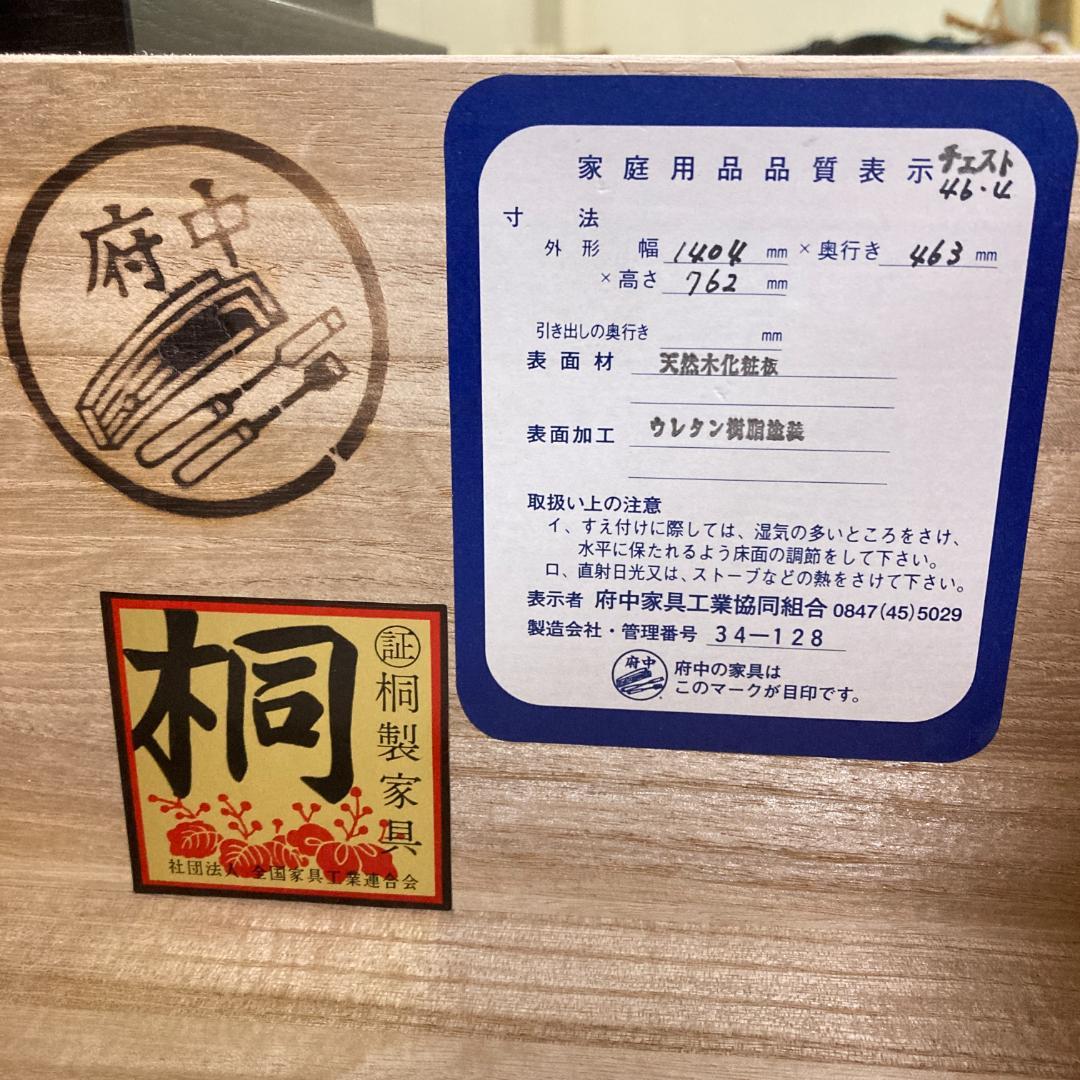 府中
家庭用品品質表示 チェスト
46・4
寸　法
外形　幅 1404 mm × 奥行き 463 mm
× 高さ 762 mm
引き出しの奥行き mm
表面材 天然木化粧板
表面加工 ウレタン樹脂塗装
取扱い上の注意
イ、すえ付けに際しては、湿気の多いところをさけ、
水平に保たれるよう床面の調節をして下さい。
ロ、直射日光又は、ストーブなどの熱をさけて下さい。
表示者 府中家具工業協同組合 0847(45)5029
製造会社・管理番号 34―128
府中
府中の家具は
このマークが目印です。
桐
証 桐製家具
社団法人 全国家具工業連合会